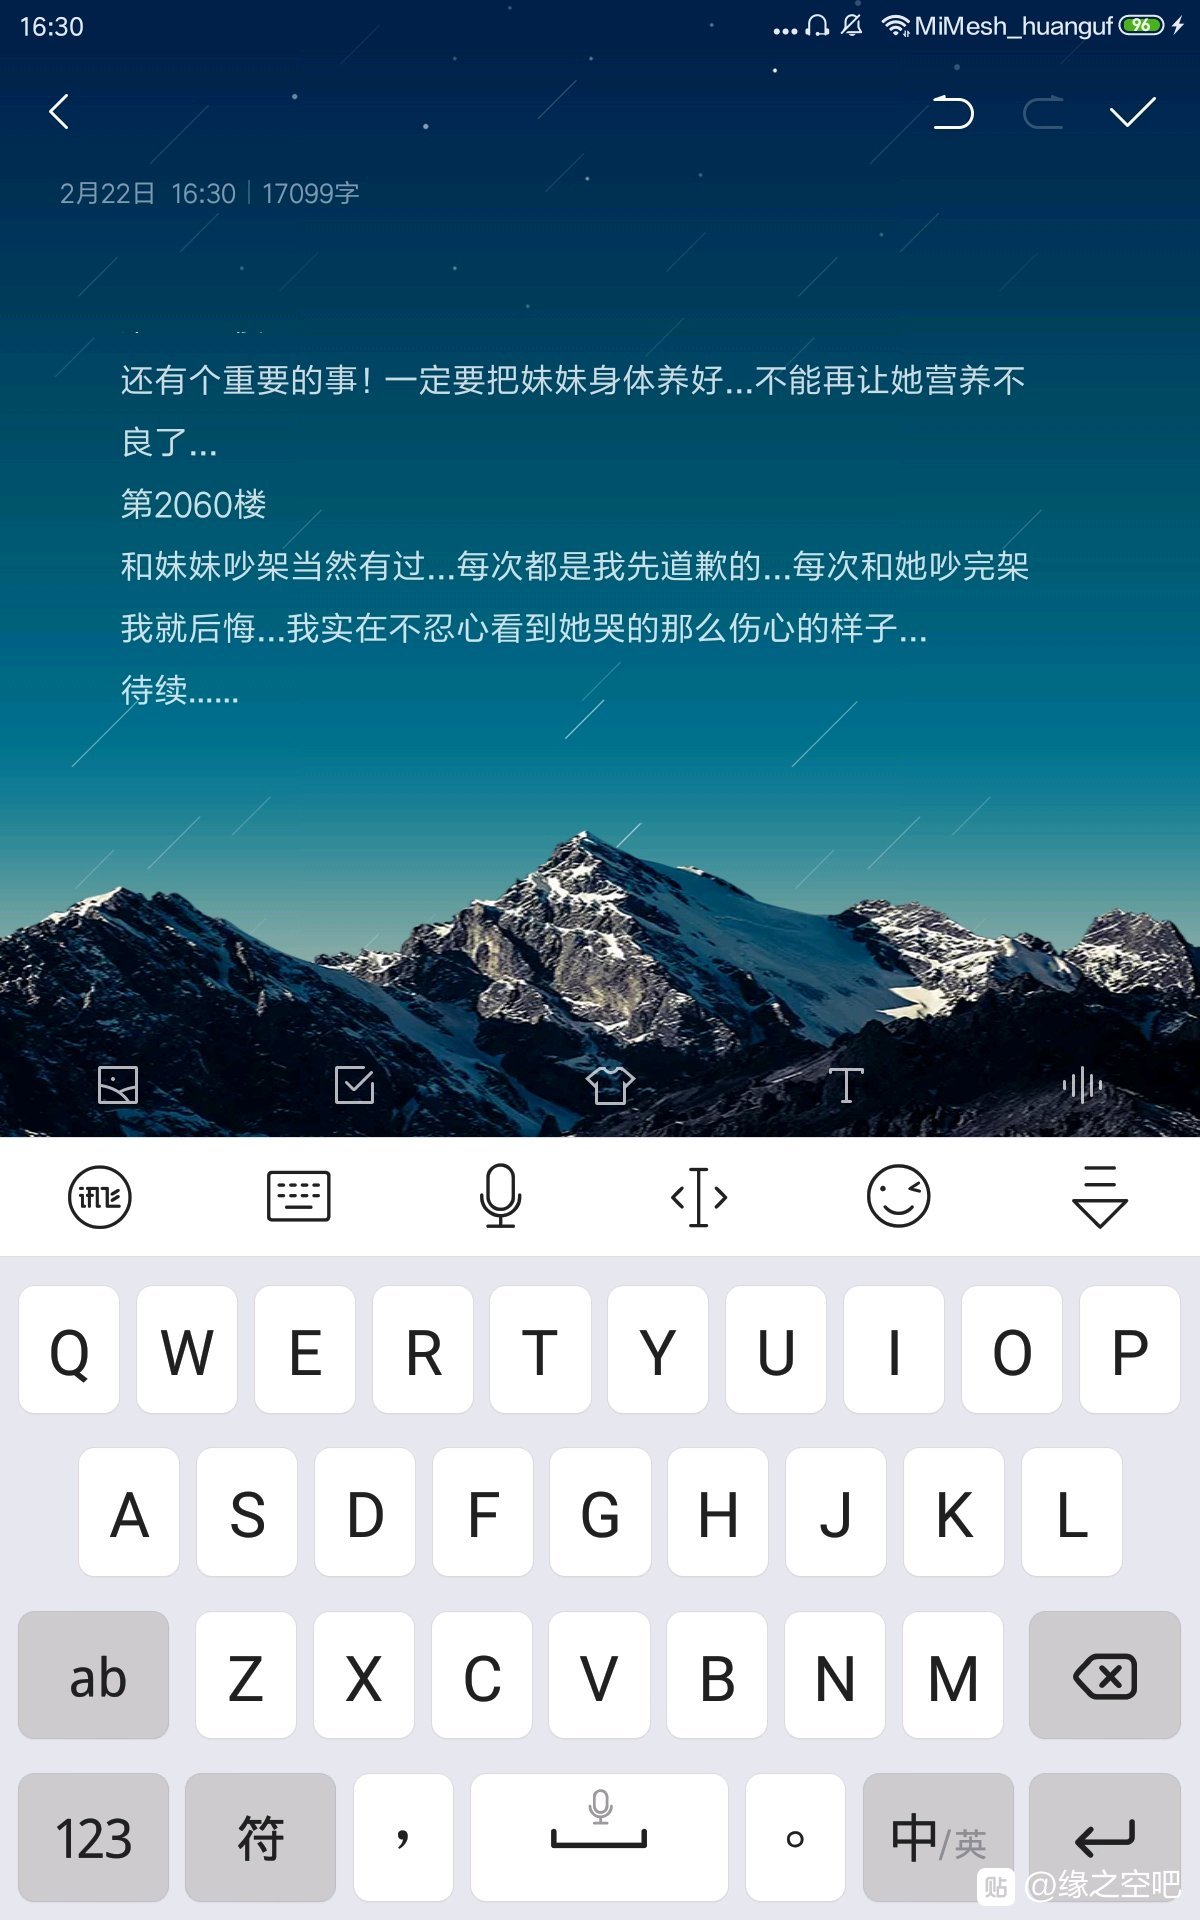 16:30
MiMesh_huanguf 96
2月22日 16:30 | 17099字
还有个重要的事！一定要把妹妹身体养好...不能再让她营养不
良了...
第2060楼
和妹妹吵架当然有过...每次都是我先道歉的...每次和她吵完架
我就后悔...我实在不忍心看到她哭的那么伤心的样子...
待续......
T
讯飞
Q W E R T Y U I O P
A S D F G H J K L
ab Z X C V B N M
123 符 ， 。 中/英
贴 @缘之空吧